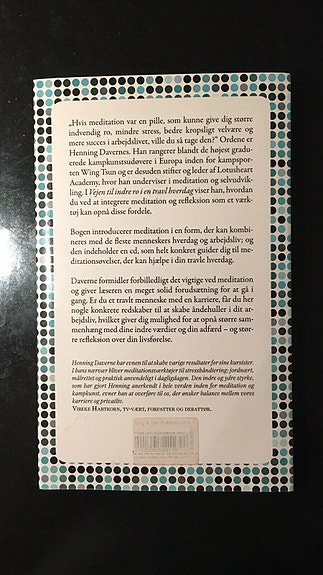 „Hvis meditation var en pille, som kunne give dig større
indvendig ro, mindre stress, bedre kropsligt velvære og
mere succes i arbejdslivet, ville du så tage den?" Ordene er
Henning Davernes. Han rangerer blandt de højest gradu-
erede kampkunstudøvere i Europa inden for kampspor-
ten Wing Tsun og er desuden stifter og leder af Lotusheart
Academy, hvor han underviser i meditation og selvudvik-
ling. I Vejen til indre ro i en travl hverdag viser han, hvordan
du ved at integrere meditation og refleksion som et værk-
tøj kan opnå disse fordele.
Bogen introducerer meditation i en form, der kan kombi-
neres med de fleste menneskers hverdag og arbejdsliv; og
den indeholder en ed, som helt konkret guider dig til me-
ditationsøvelser, der kan hjælpe i din travle hverdag.
Daverne formidler forbilledligt det vigtige ved meditation
og giver læseren en meget solid forudsætning for at gå i
gang. Er du et travlt menneske med en karriere, får du her
nogle konkrete redskaber til at skabe åndehuller i dit ar-
bejdsliv, hvilket giver dig mulighed for at opnå større sam-
menhæng med dine indre værdier og din adfærd – og stør-
re refleksion over din livsførelse.
Henning Daverne har evnen til at skabe varige resultater for sine kursister.
I hans nærvær bliver meditationsværktøjer til stresshåndtering: jordnært,
målrettet og praktisk anvendeligt i dagligdagen. Den indre og ydre styrke,
som har gjort Henning anerkendt i hele verden inden for meditation og
kampkunst, evner han at overføre til os, der ønsker balance mellem vores
karriere og privatliv.
Vibeke Hartkorn, tv-vært, forfatter og debattør.